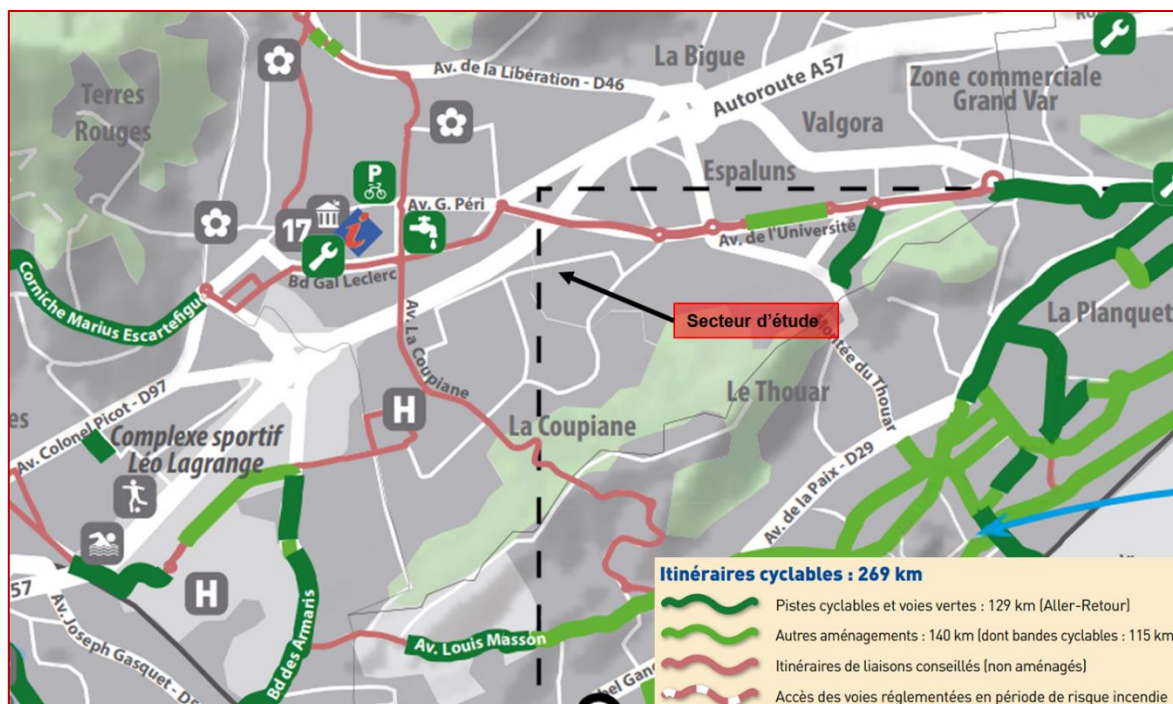 La Bigue
Av. de la Libération - D46
Autoroute A57
Zone commerciale
Grand Var
Terres
Rouges
Valgora
Espaluns
P
Av. G. Péri
17
i
Av. de l'Université
Bd Gal Leclerc
Corniche Marius Escartefigue
Secteur d'étude
La Planquet
Av. La Coupiane
Montée du Thouar
Le Thouar
Av. Colonel Picot - D97
es
H
La Coupiane
Complexe sportif
Léo Lagrange
Av. de la Paix - D29
57
H
Av. Joseph Gasquet - D
Bd des Armaris
Av. Louis Masson
Itinéraires cyclables : 269 km
Pistes cyclables et voies vertes : 129 km (Aller-Retour)
Autres aménagements : 140 km (dont bandes cyclables : 115 km
Itinéraires de liaisons conseillés (non aménagés)
Accès des voies réglementées en période de risque incendie